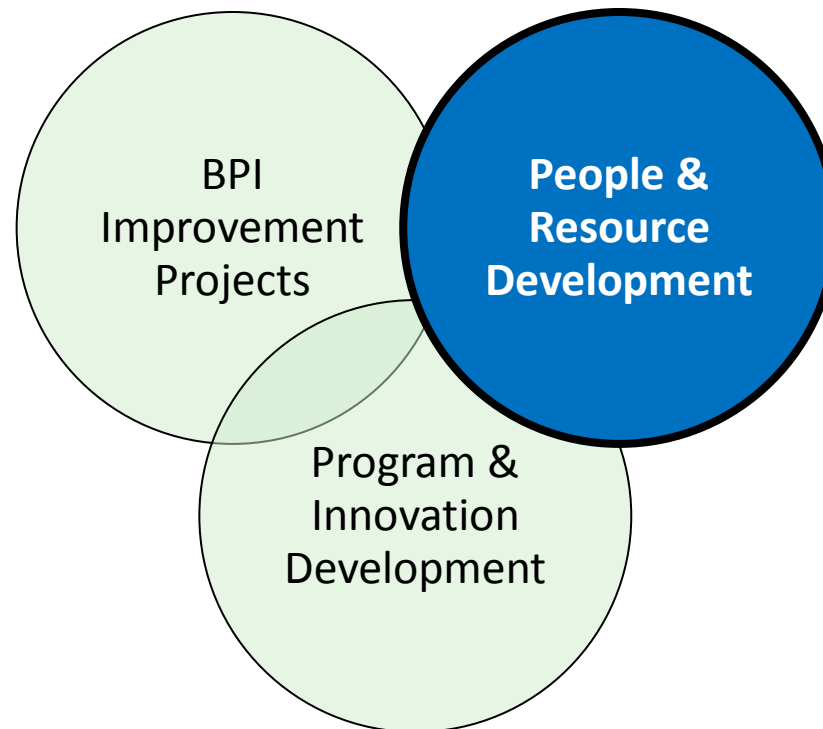 BPI
Improvement
Projects
People &
Resource
Development
Program &
Innovation
Development